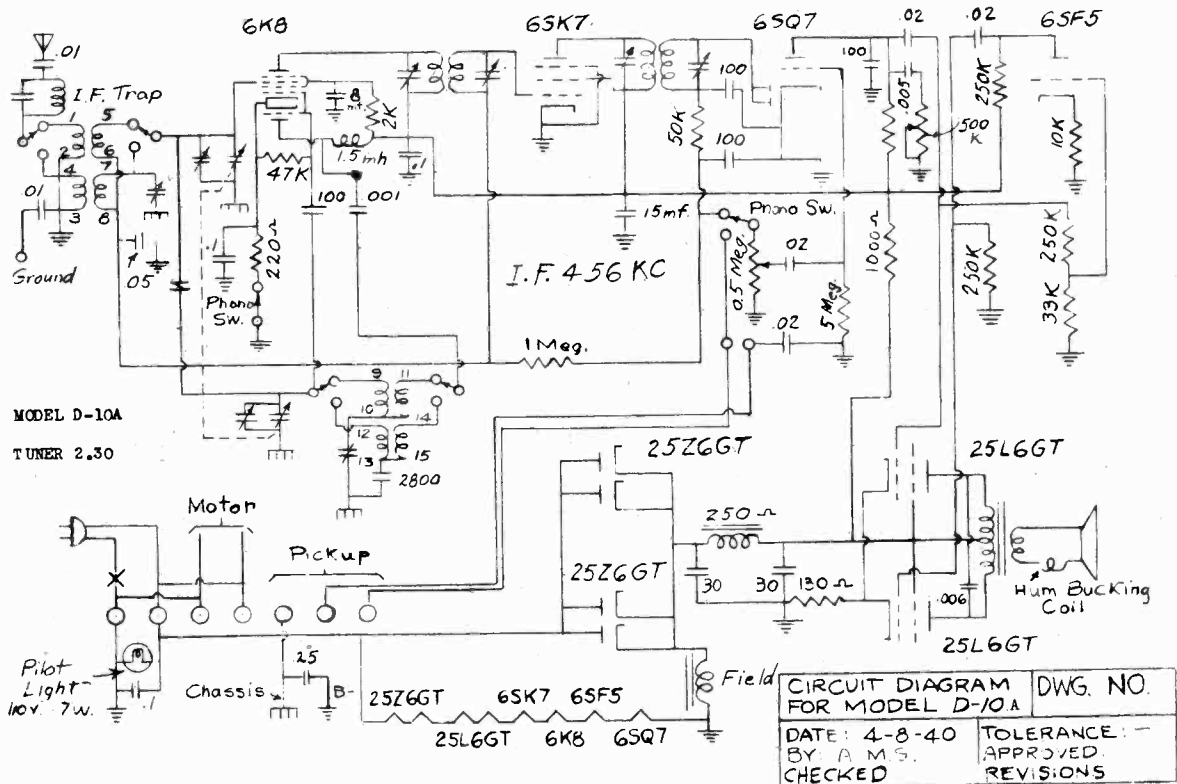 6K8
6SK7
6SQ7
6SF5
.01
I.F. Trap
1
5
2
6
4
7
3
8
.01
Ground
.05
8
mf.
2K
1.5 mh
47K
.1
100
.001
.1
220Ω
Phono
Sw.
50K
100
100
100
.02
.005
500
K
.02
250K
10K
15 mf.
Phono Sw.
0.5 Meg.
.02
5 Meg.
.02
1000Ω
250K
250K
33K
I.F. 456 KC
1 Meg.
9
11
10
14
12
13
15
2800
MODEL D-10A
TUNER 2.30
Motor
Pickup
25Z6GT
25Z6GT
250Ω
30
30
130Ω
25L6GT
.006
25L6GT
Hum Bucking
Coil
Pilot
Light
110v. 7w.
.1
Chassis
.25
B-
Field
25Z6GT
6SK7
6SF5
25L6GT
6K8
6SQ7
CIRCUIT DIAGRAM
FOR MODEL D-10A
DWG. NO.
DATE: 4-8-40
BY: A.M.S.
CHECKED
TOLERANCE: -
APPROVED.
REVISIONS